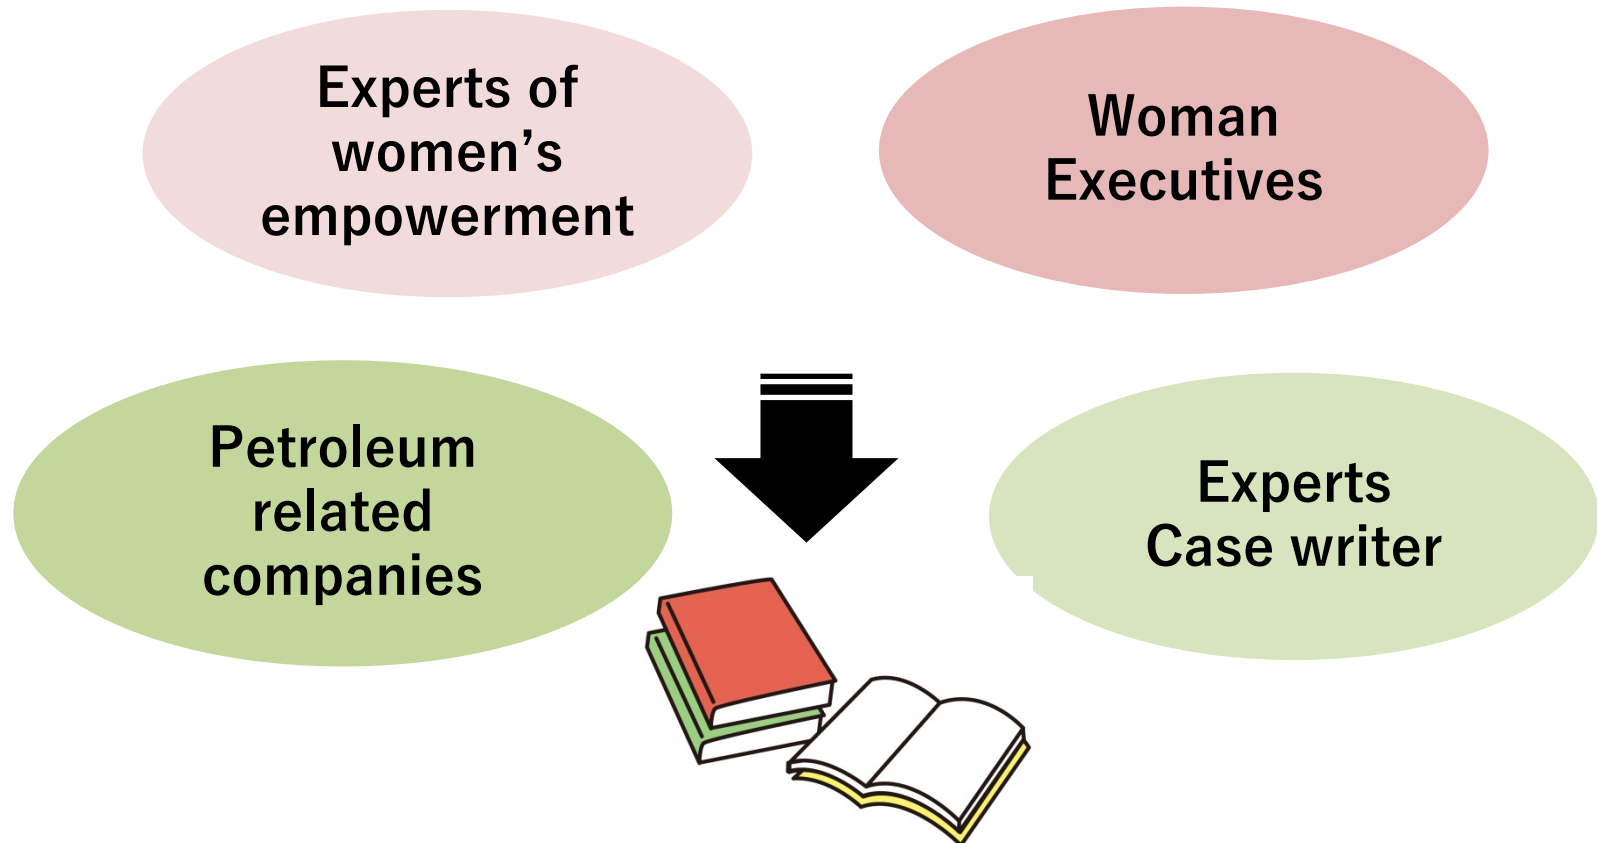 Experts of
women’s
empowerment
Woman
Executives
Petroleum
related
companies
Experts
Case writer